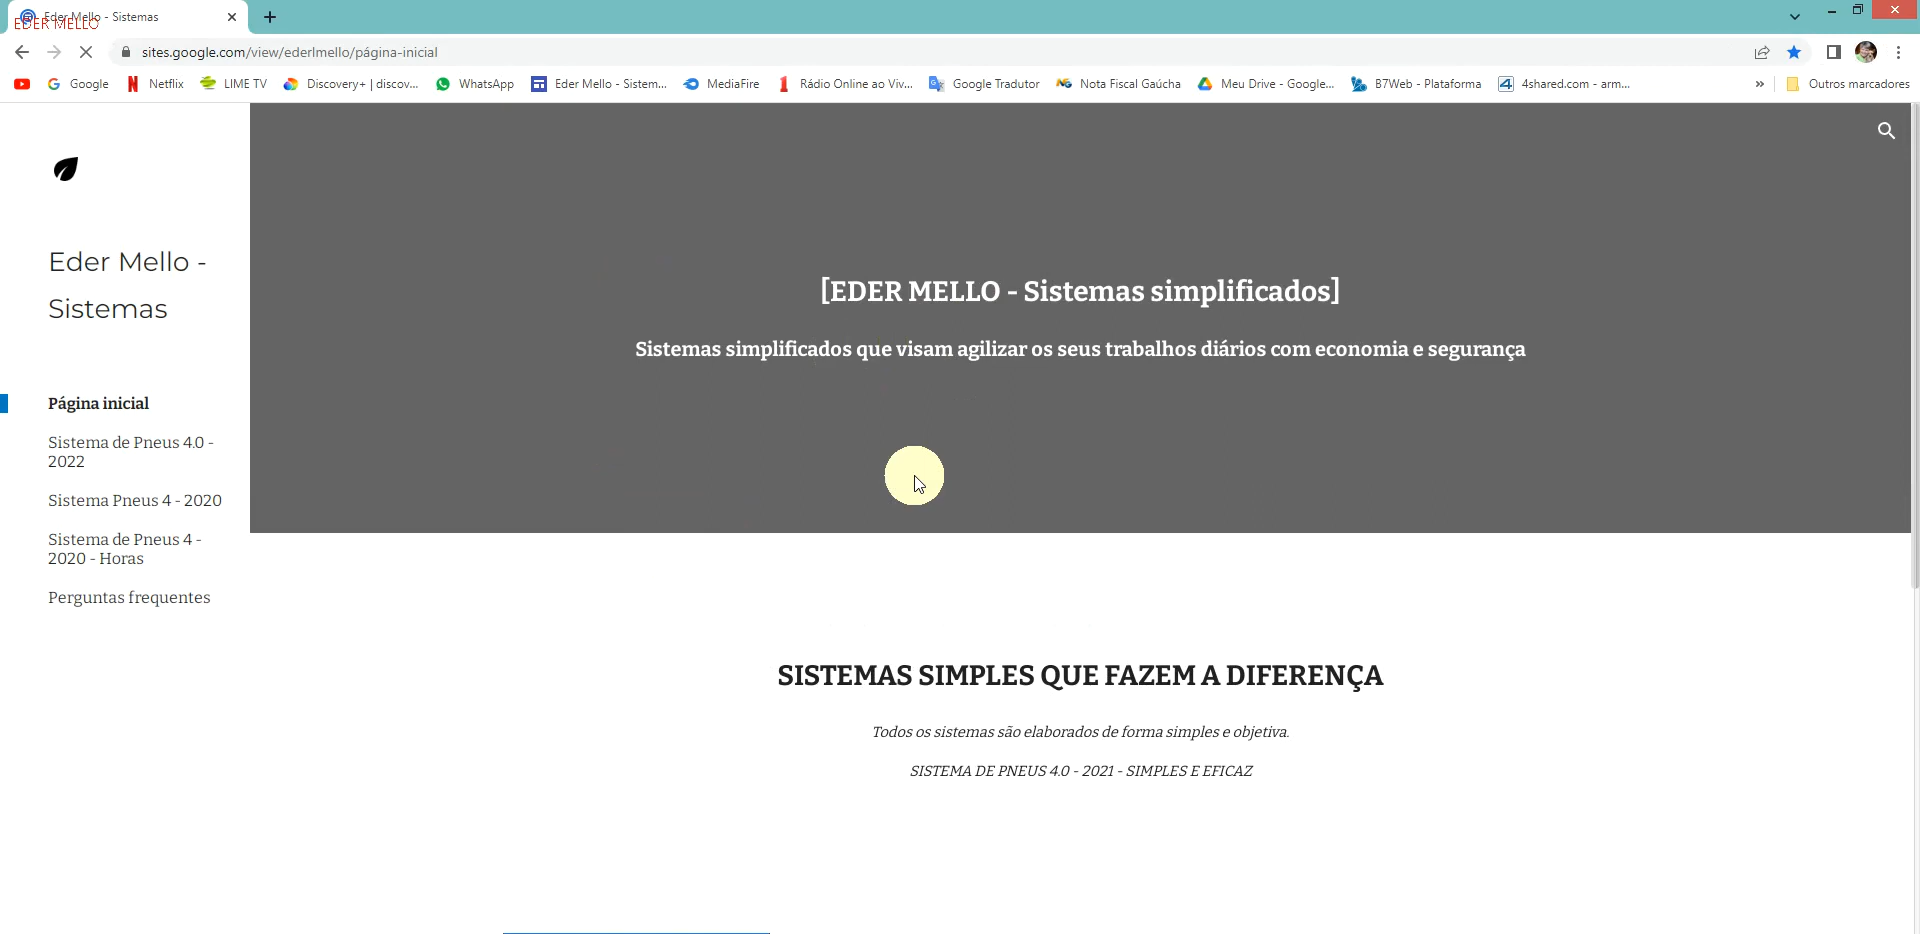 Eder Mello - Sistemas
EDER MELLO
sites.google.com/view/ederlmello/página-inicial
Google
Netflix
LIME TV
Discovery+ | discov...
WhatsApp
Eder Mello - Sistem...
MediaFire
Rádio Online ao Viv...
Google Tradutor
Nota Fiscal Gaúcha
Meu Drive - Google...
B7Web - Plataforma
4shared.com - arm...
»
Outros marcadores
Eder Mello -
Sistemas
Página inicial
Sistema de Pneus 4.0 -
2022
Sistema Pneus 4 - 2020
Sistema de Pneus 4 -
2020 - Horas
Perguntas frequentes
[EDER MELLO - Sistemas simplificados]
Sistemas simplificados que visam agilizar os seus trabalhos diários com economia e segurança
SISTEMAS SIMPLES QUE FAZEM A DIFERENÇA
Todos os sistemas são elaborados de forma simples e objetiva.
SISTEMA DE PNEUS 4.0 - 2021 - SIMPLES E EFICAZ